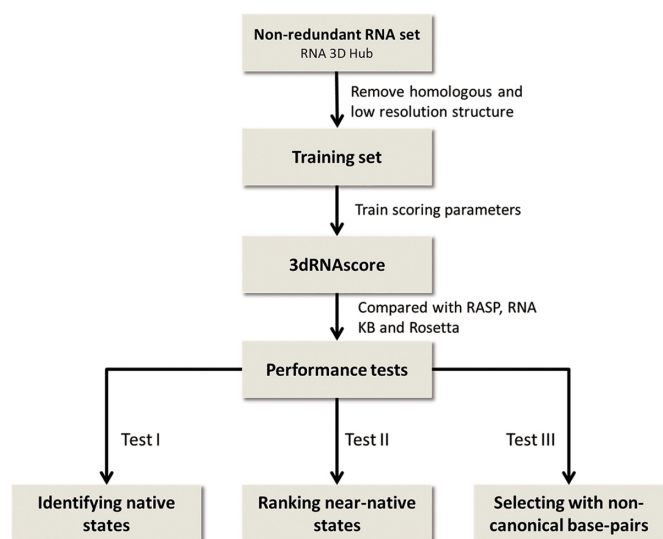 Non-redundant RNA set
RNA 3D Hub
Remove homologous and
low resolution structure
Training set
Train scoring parameters
3dRNAscore
Compared with RASP, RNA
KB and Rosetta
Performance tests
Test I
Test II
Test III
Identifying native
states
Ranking near-native
states
Selecting with non-
canonical base-pairs